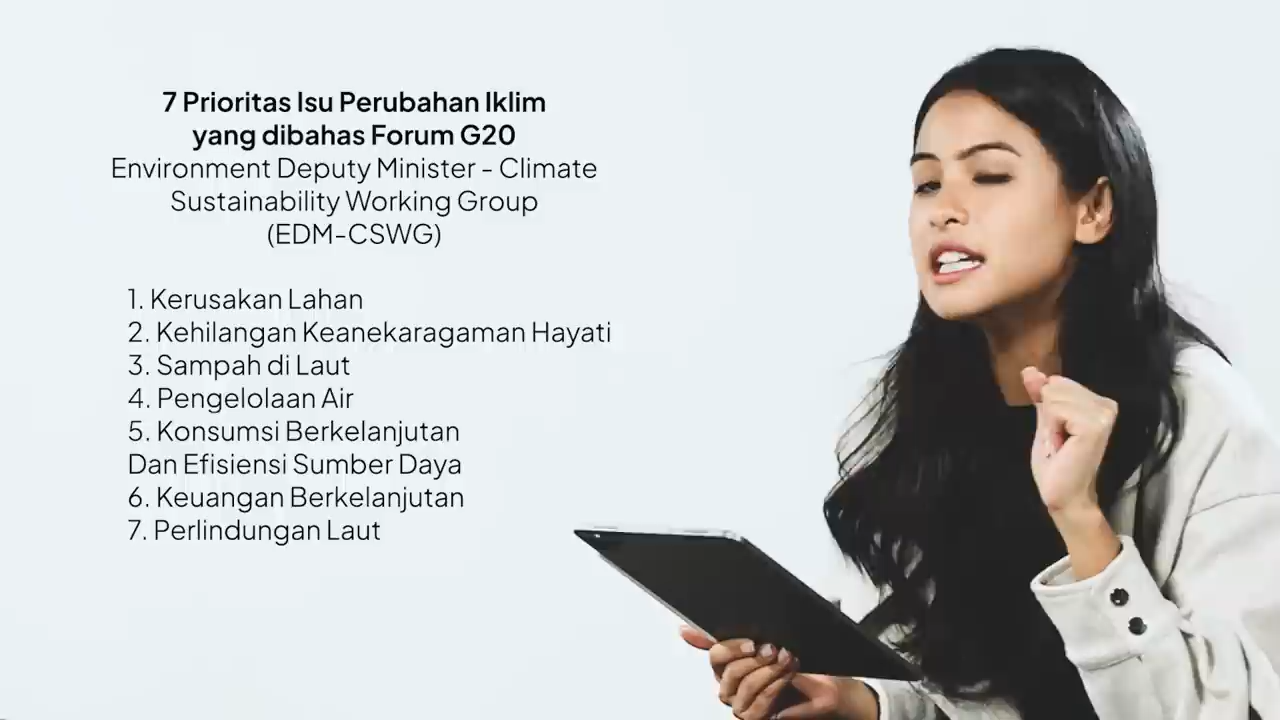 7 Prioritas Isu Perubahan Iklim
yang dibahas Forum G20
Environment Deputy Minister - Climate
Sustainability Working Group
(EDM-CSWG)
1. Kerusakan Lahan
2. Kehilangan Keanekaragaman Hayati
3. Sampah di Laut
4. Pengelolaan Air
5. Konsumsi Berkelanjutan
Dan Efisiensi Sumber Daya
6. Keuangan Berkelanjutan
7. Perlindungan Laut